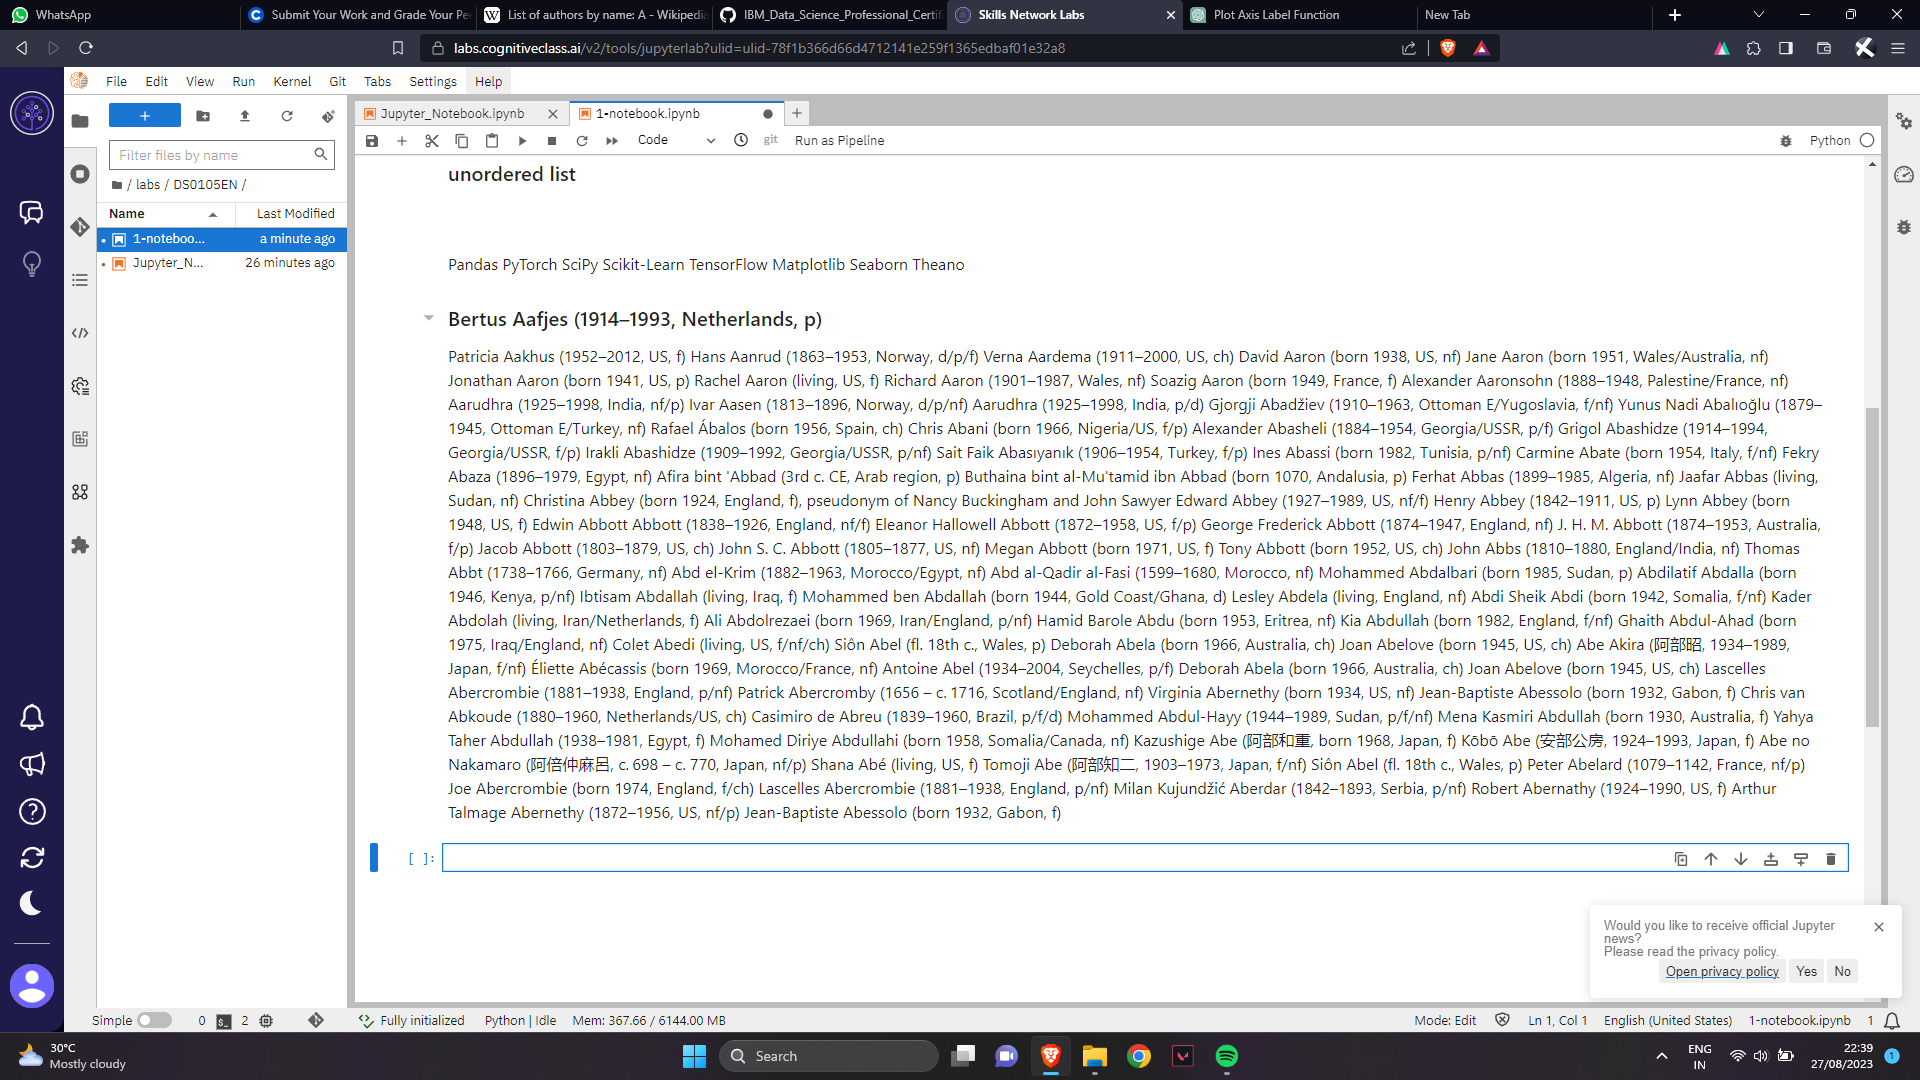 WhatsApp
Submit Your Work and Grade Your Pee
List of authors by name: A - Wikipedia
IBM_Data_Science_Professional_Certif
Skills Network Labs
Plot Axis Label Function
New Tab
labs.cognitiveclass.ai/v2/tools/jupyterlab?ulid=ulid-78f1b366d66d4712141e259f1365edbaf01e32a8
File Edit View Run Kernel Git Tabs Settings Help
Jupyter_Notebook.ipynb
1-notebook.ipynb
Code
git
Run as Pipeline
Python
Filter files by name
/ labs / DS0105EN /
Name
Last Modified
1-noteboo...
a minute ago
Jupyter_N...
26 minutes ago
unordered list
Pandas PyTorch SciPy Scikit-Learn TensorFlow Matplotlib Seaborn Theano
Bertus Aafjes (1914–1993, Netherlands, p)
Patricia Aakhus (1952–2012, US, f) Hans Aanrud (1863–1953, Norway, d/p/f) Verna Aardema (1911–2000, US, ch) David Aaron (born 1938, US, nf) Jane Aaron (born 1951, Wales/Australia, nf)
Jonathan Aaron (born 1941, US, p) Rachel Aaron (living, US, f) Richard Aaron (1901–1987, Wales, nf) Soazig Aaron (born 1949, France, f) Alexander Aaronsohn (1888–1948, Palestine/France, nf)
Aarudhra (1925–1998, India, nf/p) Ivar Aasen (1813–1896, Norway, d/p/nf) Aarudhra (1925–1998, India, p/d) Gjorgji Abadžiev (1910–1963, Ottoman E/Yugoslavia, f/nf) Yunus Nadi Abalıoğlu (1879–
1945, Ottoman E/Turkey, nf) Rafael Ábalos (born 1956, Spain, ch) Chris Abani (born 1966, Nigeria/US, f/p) Alexander Abasheli (1884–1954, Georgia/USSR, p/f) Grigol Abashidze (1914–1994,
Georgia/USSR, f/p) Irakli Abashidze (1909–1992, Georgia/USSR, p/nf) Sait Faik Abasıyanık (1906–1954, Turkey, f/p) Ines Abassi (born 1982, Tunisia, p/nf) Carmine Abate (born 1954, Italy, f/nf) Fekry
Abaza (1896–1979, Egypt, nf) Afira bint 'Abbad (3rd c. CE, Arab region, p) Buthaina bint al-Mu'tamid ibn Abbad (born 1070, Andalusia, p) Ferhat Abbas (1899–1985, Algeria, nf) Jaafar Abbas (living,
Sudan, nf) Christina Abbey (born 1924, England, f), pseudonym of Nancy Buckingham and John Sawyer Edward Abbey (1927–1989, US, nf/f) Henry Abbey (1842–1911, US, p) Lynn Abbey (born
1948, US, f) Edwin Abbott Abbott (1838–1926, England, nf/f) Eleanor Hallowell Abbott (1872–1958, US, f/p) George Frederick Abbott (1874–1947, England, nf) J. H. M. Abbott (1874–1953, Australia,
f/p) Jacob Abbott (1803–1879, US, ch) John S. C. Abbott (1805–1877, US, nf) Megan Abbott (born 1971, US, f) Tony Abbott (born 1952, US, ch) John Abbs (1810–1880, England/India, nf) Thomas
Abbt (1738–1766, Germany, nf) Abd el-Krim (1882–1963, Morocco/Egypt, nf) Abd al-Qadir al-Fasi (1599–1680, Morocco, nf) Mohammed Abdalbari (born 1985, Sudan, p) Abdilatif Abdalla (born
1946, Kenya, p/nf) Ibtisam Abdallah (living, Iraq, f) Mohammed ben Abdallah (born 1944, Gold Coast/Ghana, d) Lesley Abdela (living, England, nf) Abdi Sheik Abdi (born 1942, Somalia, f/nf) Kader
Abdolah (living, Iran/Netherlands, f) Ali Abdolrezaei (born 1969, Iran/England, p/nf) Hamid Barole Abdu (born 1953, Eritrea, nf) Kia Abdullah (born 1982, England, f/nf) Ghaith Abdul-Ahad (born
1975, Iraq/England, nf) Colet Abedi (living, US, f/nf/ch) Siôn Abel (fl. 18th c., Wales, p) Deborah Abela (born 1966, Australia, ch) Joan Abelove (born 1945, US, ch) Abe Akira (阿部昭, 1934–1989,
Japan, f/nf) Éliette Abécassis (born 1969, Morocco/France, nf) Antoine Abel (1934–2004, Seychelles, p/f) Deborah Abela (born 1966, Australia, ch) Joan Abelove (born 1945, US, ch) Lascelles
Abercrombie (1881–1938, England, p/nf) Patrick Abercromby (1656 – c. 1716, Scotland/England, nf) Virginia Abernethy (born 1934, US, nf) Jean-Baptiste Abessolo (born 1932, Gabon, f) Chris van
Abkoude (1880–1960, Netherlands/US, ch) Casimiro de Abreu (1839–1960, Brazil, p/f/d) Mohammed Abdul-Hayy (1944–1989, Sudan, p/f/nf) Mena Kasmiri Abdullah (born 1930, Australia, f) Yahya
Taher Abdullah (1938–1981, Egypt, f) Mohamed Diriye Abdullahi (born 1958, Somalia/Canada, nf) Kazushige Abe (阿部和重, born 1968, Japan, f) Kōbō Abe (安部公房, 1924–1993, Japan, f) Abe no
Nakamaro (阿倍仲麻呂, c. 698 – c. 770, Japan, nf/p) Shana Abé (living, US, f) Tomoji Abe (阿部知二, 1903–1973, Japan, f/nf) Siôn Abel (fl. 18th c., Wales, p) Peter Abelard (1079–1142, France, nf/p)
Joe Abercrombie (born 1974, England, f/ch) Lascelles Abercrombie (1881–1938, England, p/nf) Milan Kujundžić Aberdar (1842–1893, Serbia, p/nf) Robert Abernathy (1924–1990, US, f) Arthur
Talmage Abernethy (1872–1956, US, nf/p) Jean-Baptiste Abessolo (born 1932, Gabon, f)
[ ]:
Would you like to receive official Jupyter
news?
Please read the privacy policy.
Open privacy policy Yes No
Simple 0 2 Fully initialized Python | Idle Mem: 367.66 / 6144.00 MB Mode: Edit Ln 1, Col 1 English (United States) 1-notebook.ipynb 1
30°C
Mostly cloudy
Search
ENG
IN
22:39
27/08/2023
1